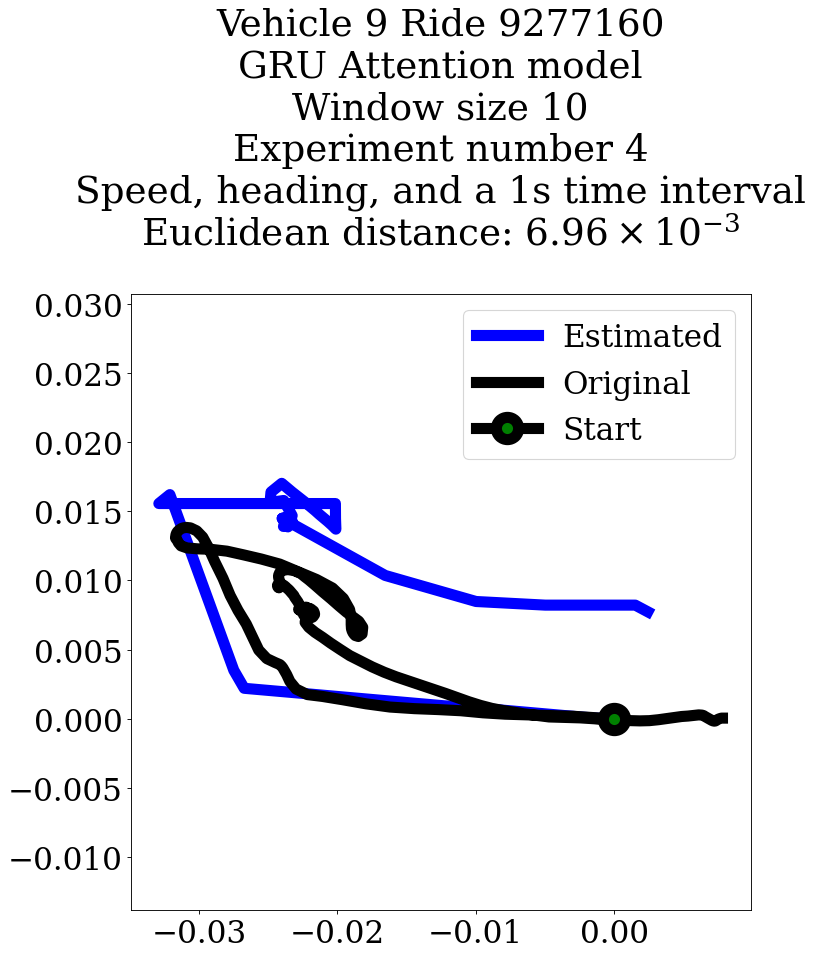 Vehicle 9 Ride 9277160
GRU Attention model
Window size 10
Experiment number 4
Speed, heading, and a 1s time interval
Euclidean distance: 6.96 × 10⁻³
0.030
0.025
0.020
0.015
0.010
0.005
0.000
−0.005
−0.010
Estimated
Original
Start
−0.03 −0.02 −0.01 0.00